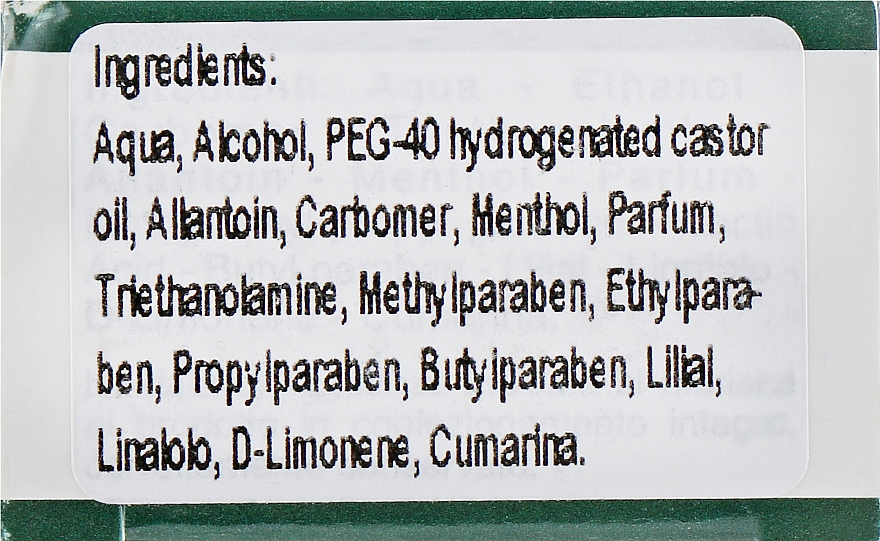 Ingredients:
Aqua, Alcohol, PEG-40 hydrogenated castor
oil, Allantoin, Carbomer, Menthol, Parfum,
Triethanolamine, Methylparaben, Ethylpara-
ben, Propylparaben, Butylparaben, Lilial,
Linalolo, D-Limonene, Cumarina.